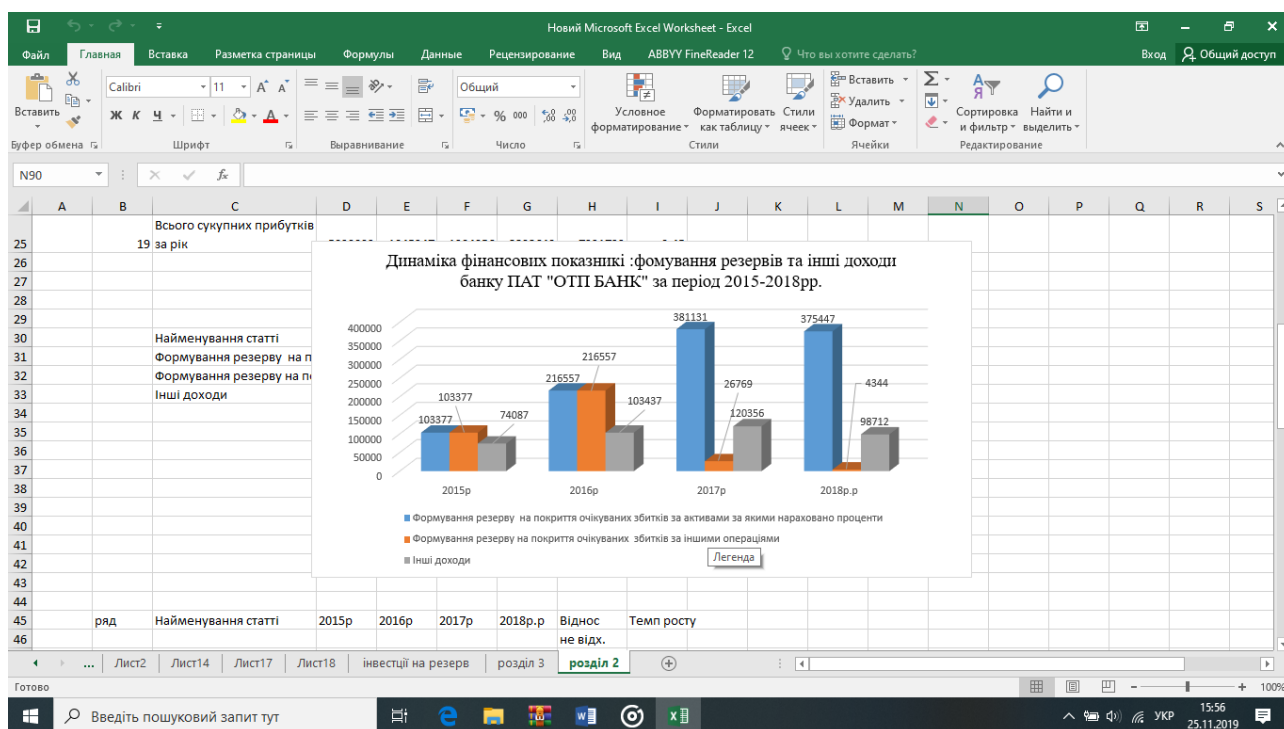 Новий Microsoft Excel Worksheet - Excel
Файл Главная Вставка Разметка страницы Формулы Данные Рецензирование Вид ABBYY FineReader 12 Что вы хотите сделать? Вход Общий доступ
Вставить
Calibri 11
Ж К Ч
Общий
% 000
Условное форматирование
Форматировать как таблицу
Стили ячеек
Вставить
Удалить
Формат
Сортировка и фильтр
Найти и выделить
Буфер обмена Шрифт Выравнивание Число Стили Ячейки Редактирование
N90 fx
A B C D E F G H I J K L M N O P Q R S
Всього сукупних прибутків
25 19 за рік
26
27
28
29
30 Найменування статті
31 Формування резерву на п
32 Формування резерву на п
33 Інші доходи
34
35
36
37
38
39
40
41
42
43
44
45 ряд Найменування статті 2015р 2016р 2017р 2018р.р Віднос Темп росту
46 не відх.
Динаміка фінансових показникі :фомування резервів та інші доходи
банку ПАТ "ОТП БАНК" за період 2015-2018рр.
400000
350000
300000
250000
200000
150000
100000
50000
0
103377 103377 74087
216557 216557 103437
381131 26769 120356
375447 4344 98712
2015р 2016р 2017р 2018р.р
Формування резерву на покриття очікуваних збитків за активами за якими нараховано проценти
Формування резерву на покриття очікуваних збитків за іншими операціями
Інші доходи
Легенда
... Лист2 Лист14 Лист17 Лист18 інвестції на резерв розділ 3 розділ 2
Готово 100%
Введіть пошуковий запит тут
УКР
15:56
25.11.2019